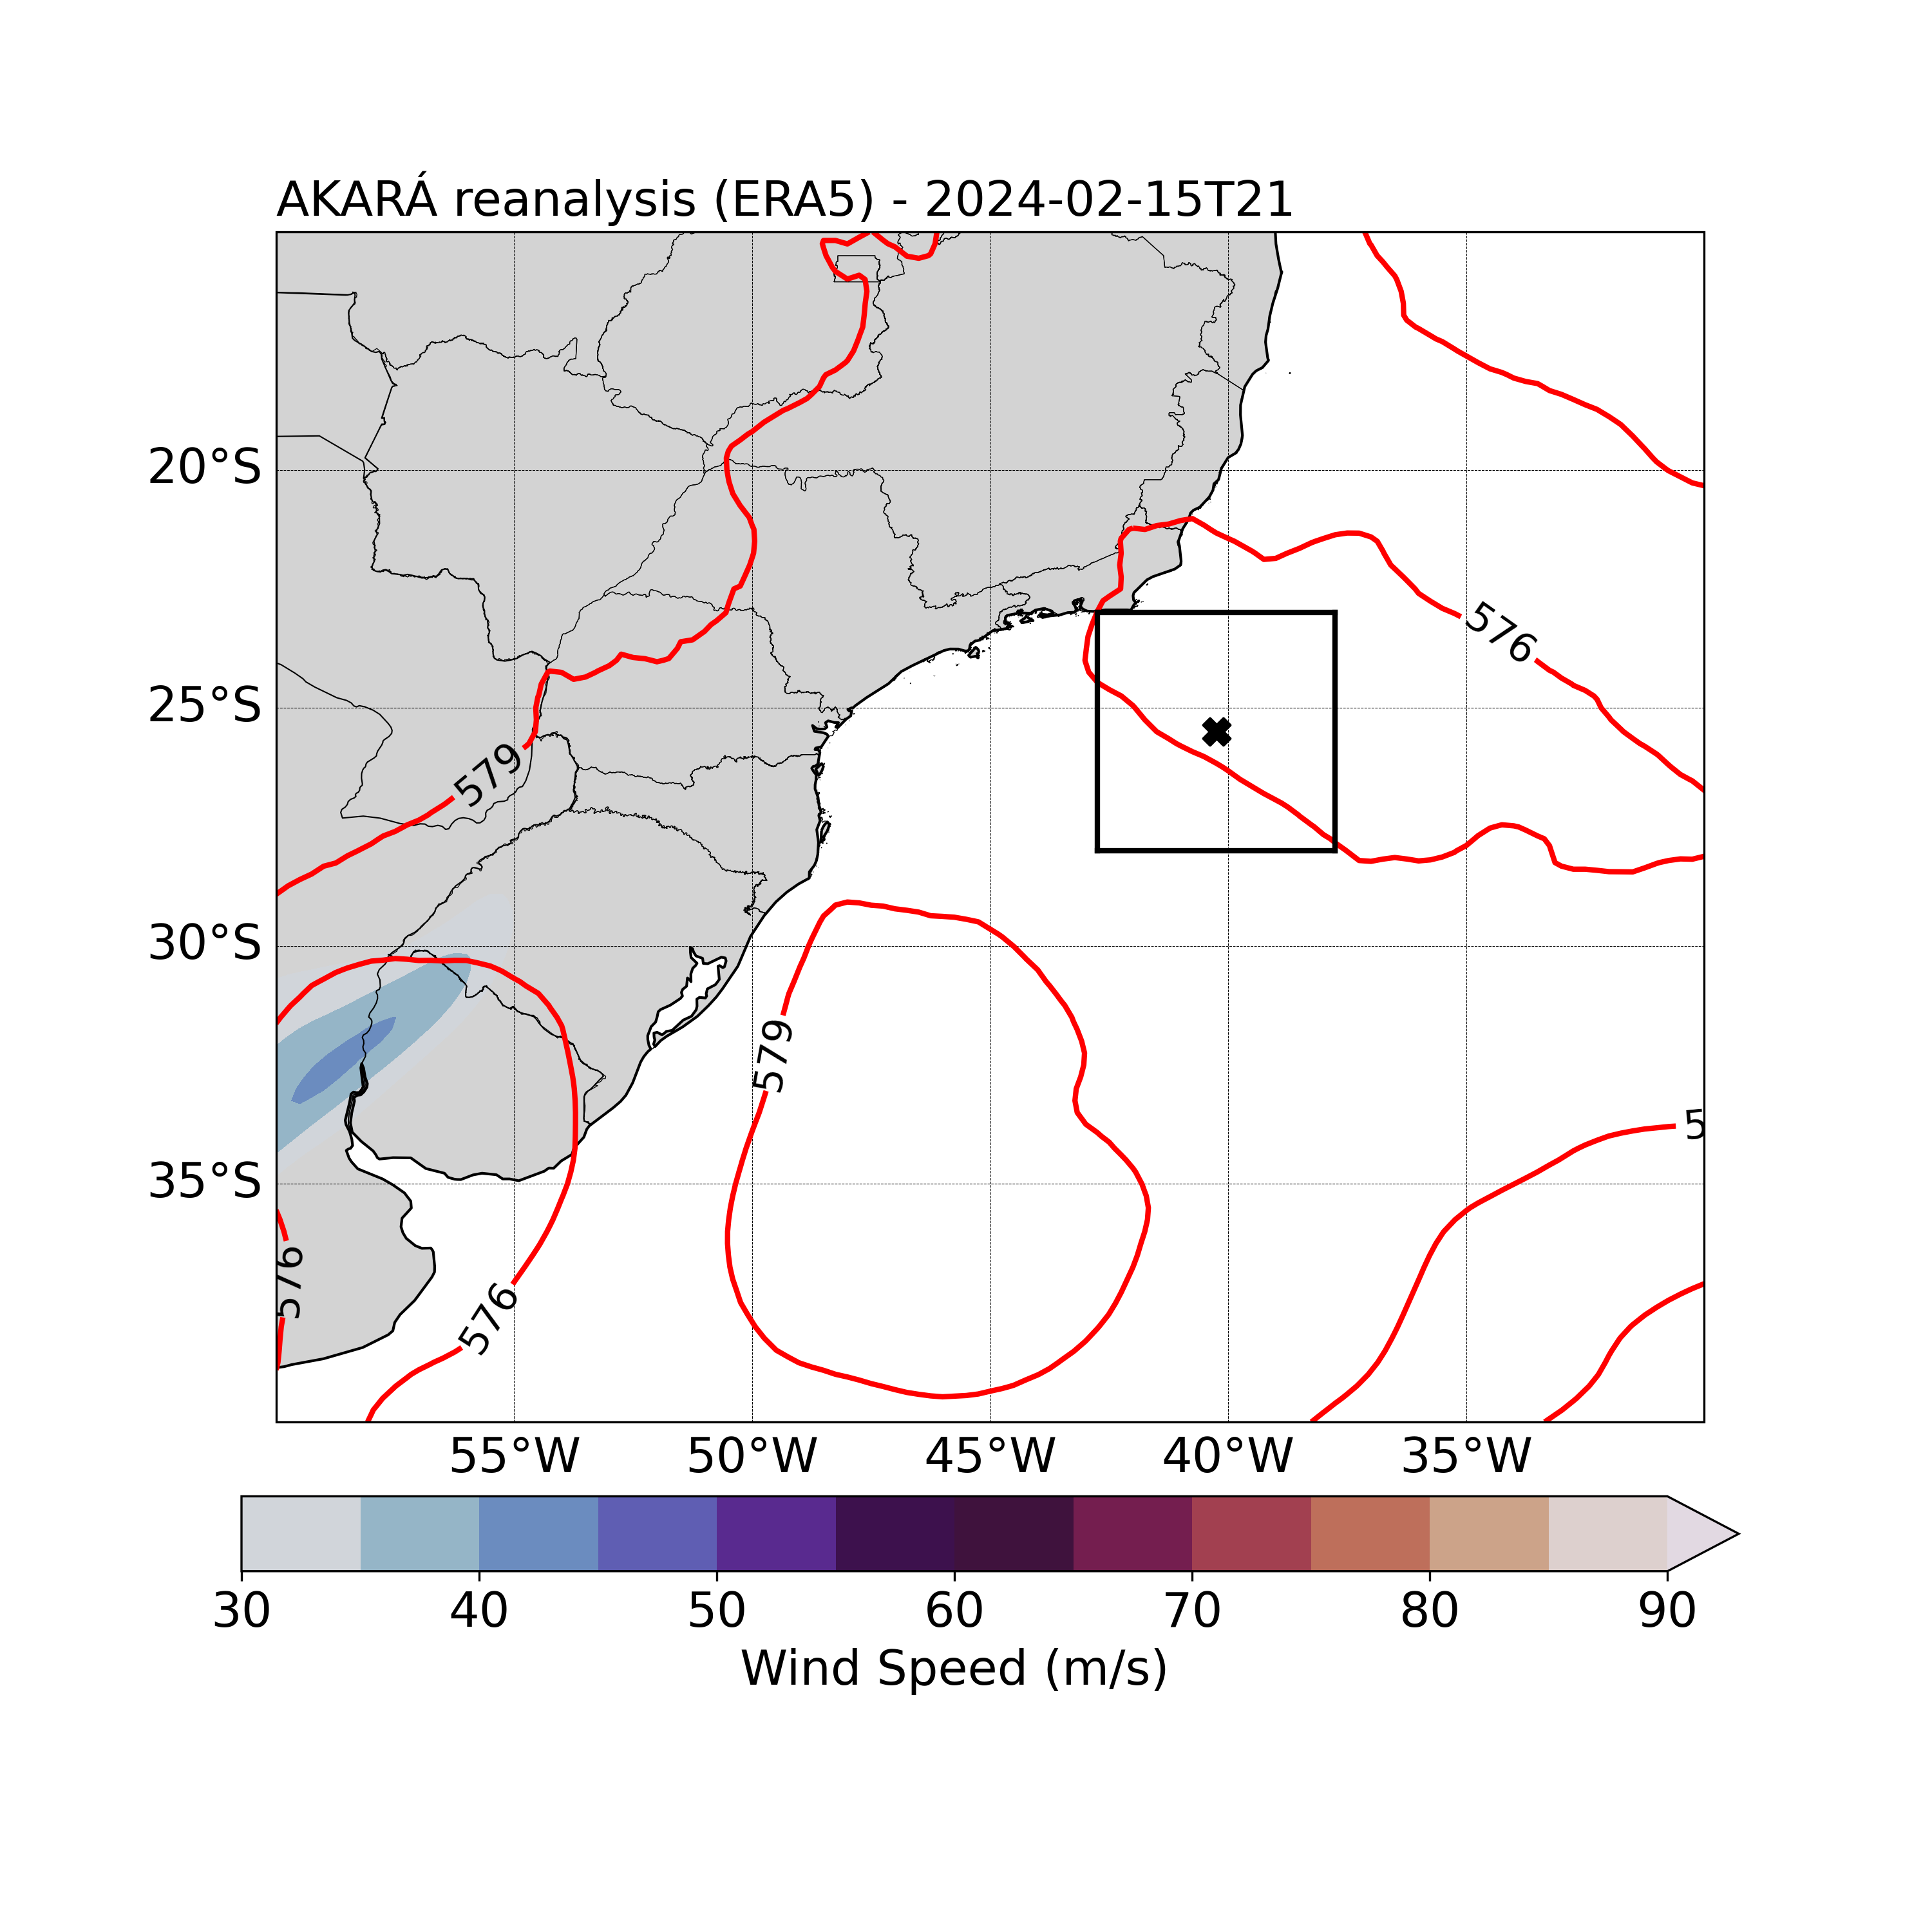 AKARÁ reanalysis (ERA5) - 2024-02-15T21
20°S
576
25°S
579
30°S
579
5
35°S
576
576
55°W 50°W 45°W 40°W 35°W
30 40 50 60 70 80 90
Wind Speed (m/s)